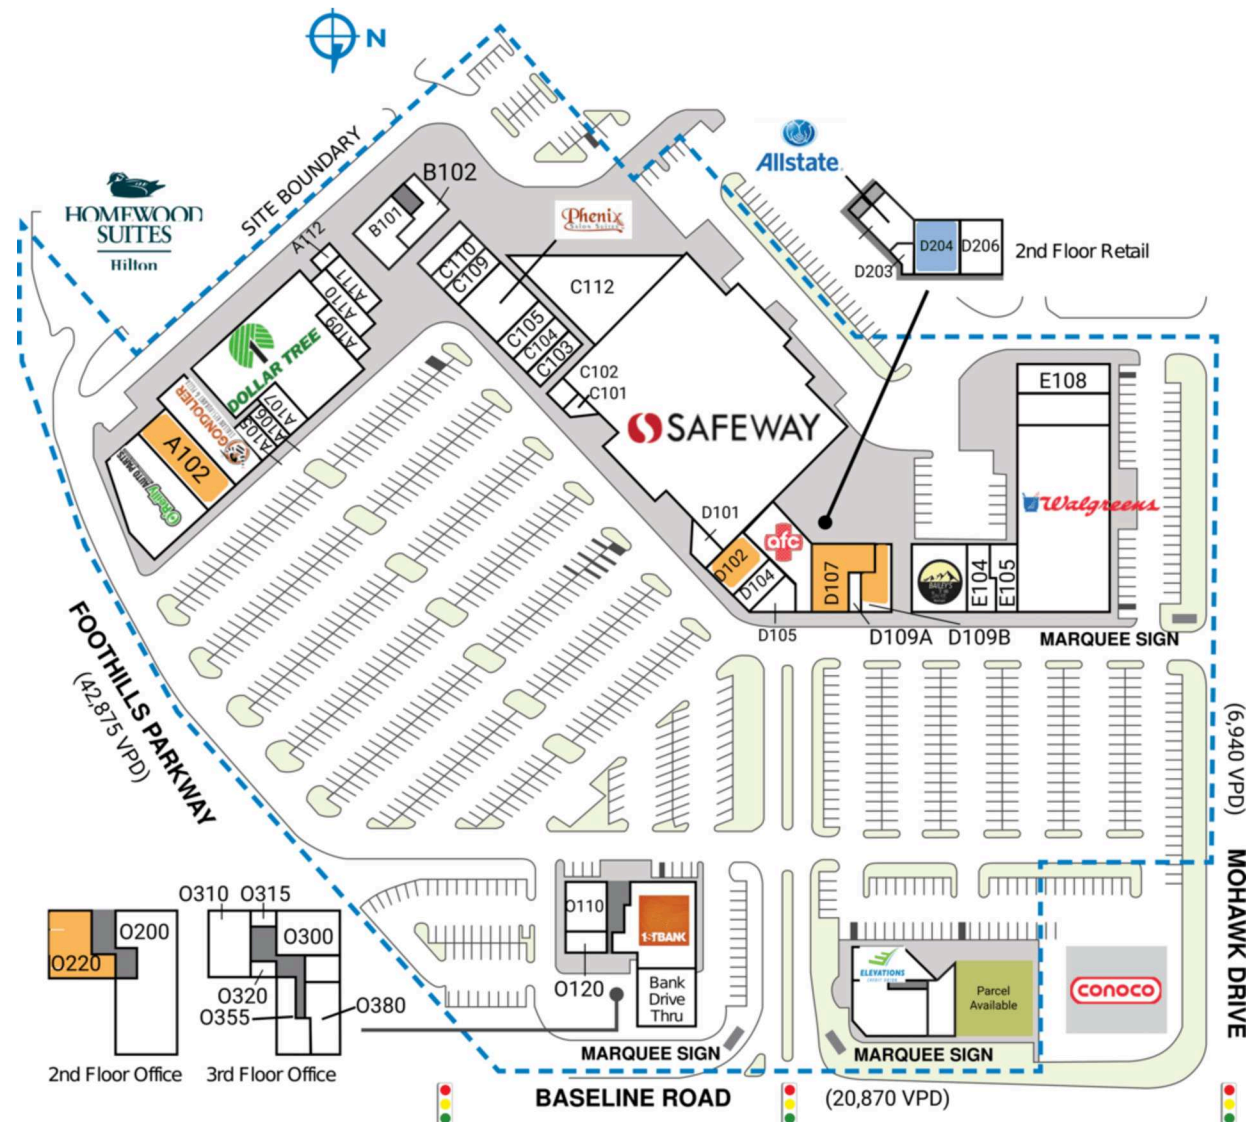 N
SITE BOUNDARY
HOMEWOOD
SUITES
Hilton
Allstate
B102
B101
Phenix
Salon Suites
A112
A111
A110
A109
C110
C109
C112
C105
C104
C103
C102
C101
D203
D204
D206
2nd Floor Retail
DOLLAR TREE
1
GONDOLIER
A107
A106
A105
A102
O'Reilly AUTO PARTS
SAFEWAY
E108
Walgreens
D101
D102
afc
D104
D105
D107
D109A
D109B
BAILEY'S
E104
E105
MARQUEE SIGN
FOOTHILLS PARKWAY
(42,875 VPD)
(6,940 VPD)
MOHAWK DRIVE
O310
O315
O200
O220
O300
O320
O355
O380
2nd Floor Office
3rd Floor Office
O110
O120
1STBANK
Bank
Drive
Thru
MARQUEE SIGN
ELEVATIONS
CREDIT UNION
Parcel
Available
CONOCO
MARQUEE SIGN
BASELINE ROAD
(20,870 VPD)